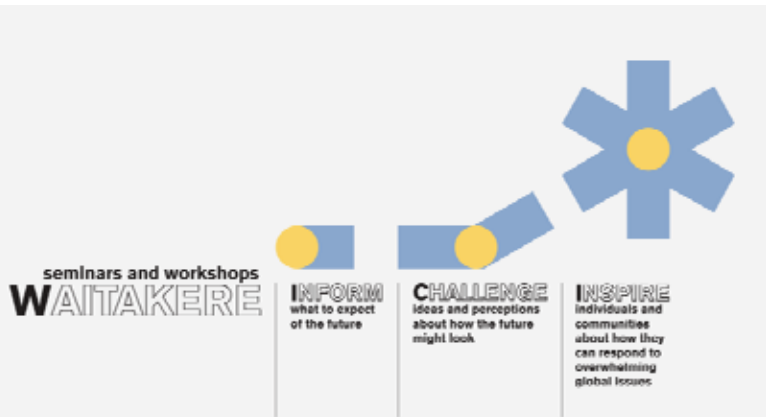 seminars and workshops
WAITAKERE
INFORM
what to expect
of the future
CHALLENGE
ideas and perceptions
about how the future
might look
INSPIRE
individuals and
communities
about how they
can respond to
overwhelming
global issues